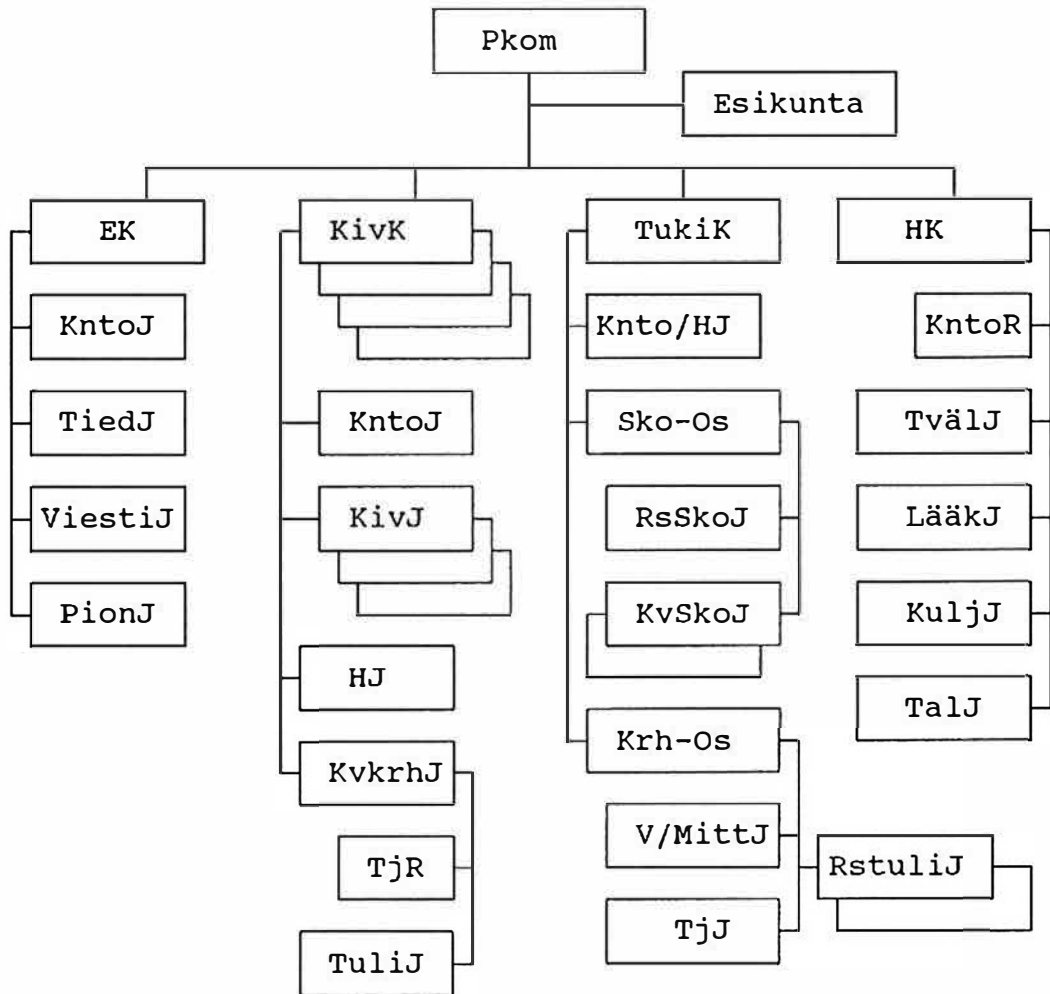 Pkom
Esikunta
EK
KntoJ
TiedJ
ViestiJ
PionJ
KivK
KntoJ
KivJ
HJ
KvkrhJ
TjR
TuliJ
TukiK
Knto/HJ
Sko-Os
RsSkoJ
KvSkoJ
Krh-Os
V/MittJ
TjJ
RstuliJ
HK
KntoR
TvälJ
LääkJ
KuljJ
TalJ